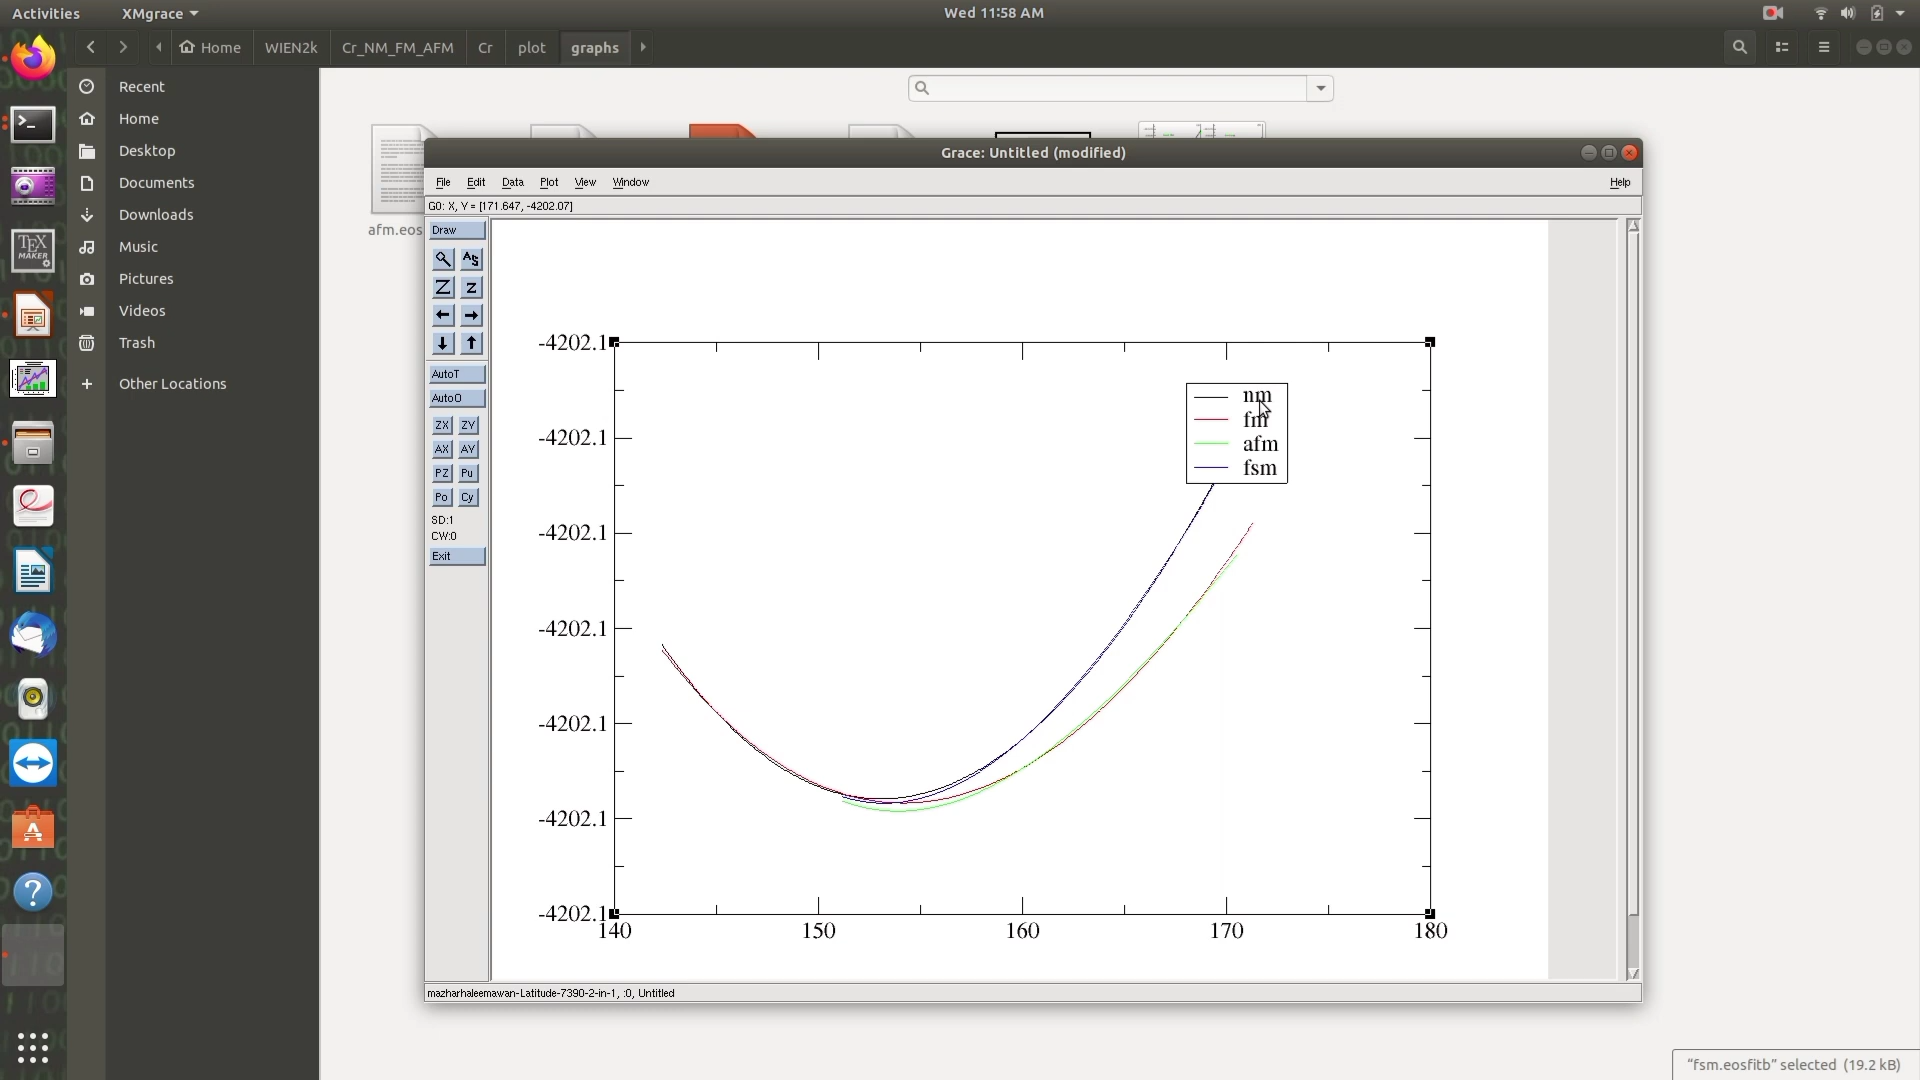 Activities
XMgrace
Wed 11:58 AM
Home
WIEN2k
Cr_NM_FM_AFM
Cr
plot
graphs
Recent
Home
Desktop
Documents
Downloads
Music
Pictures
Videos
Trash
+ Other Locations
TEX
MAKER
afm.eos
Grace: Untitled (modified)
File
Edit
Data
Plot
View
Window
Help
G0: X, Y = [171.647, -4202.07]
Draw
AS
Z
z
AutoT
AutoO
ZX
ZY
AX
AY
PZ
Pu
Po
Cy
SD:1
CW:0
Exit
-4202.1
-4202.1
-4202.1
-4202.1
-4202.1
-4202.1
-4202.1
140
150
160
170
180
nm
fm
afm
fsm
mazharhaleemawan-Latitude-7390-2-in-1, :0, Untitled
"fsm.eosfitb" selected (19.2 kB)